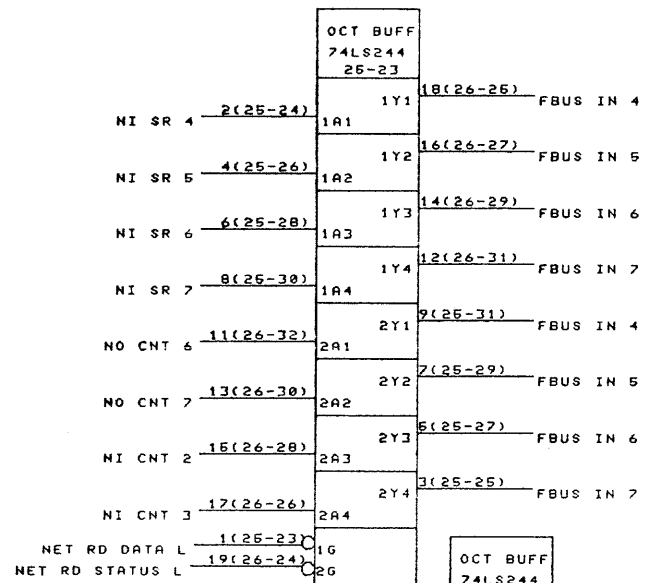 OCT BUFF
74LS244
25-23
1Y1 18(26-25) FBUS IN 4
NI SR 4 2(25-24) 1A1
1Y2 16(26-27) FBUS IN 5
NI SR 5 4(25-26) 1A2
1Y3 14(26-29) FBUS IN 6
NI SR 6 6(25-28) 1A3
1Y4 12(26-31) FBUS IN 7
NI SR 7 8(25-30) 1A4
2Y1 9(25-31) FBUS IN 4
NO CNT 6 11(26-32) 2A1
2Y2 7(25-29) FBUS IN 5
NO CNT 7 13(26-30) 2A2
2Y3 5(25-27) FBUS IN 6
NI CNT 2 15(26-28) 2A3
2Y4 3(25-25) FBUS IN 7
NI CNT 3 17(26-26) 2A4
NET RD DATA L 1(25-23) 1G
NET RD STATUS L 19(26-24) 2G
OCT BUFF
74LS244